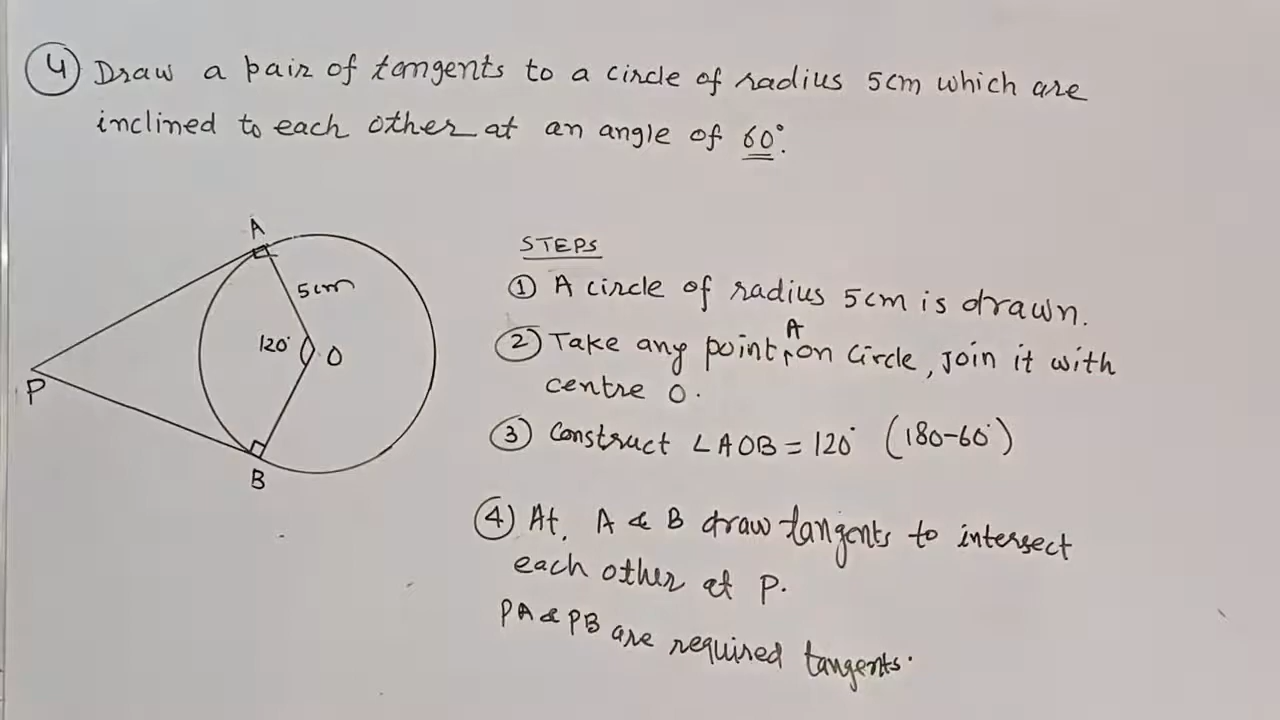 4 Draw a pair of tangents to a circle of radius 5cm which are
inclined to each other at an angle of 60°.
A
5cm
120°
O
P
B
STEPS
1 A circle of radius 5cm is drawn.
2 Take any point A on circle, join it with
centre O.
3 Construct ∠AOB = 120° (180-60°)
4 At, A & B draw tangents to intersect
each other at P.
PA & PB are required tangents.